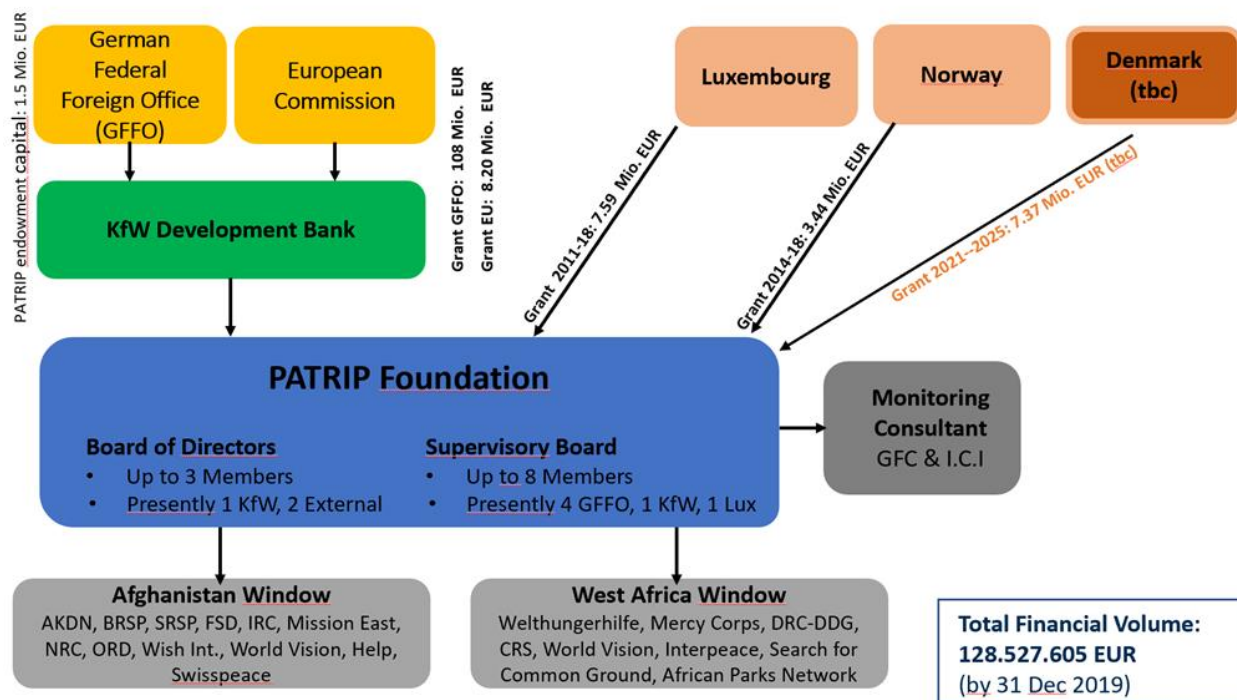 PATRIP endowment capital: 1.5 Mio. EUR
German
Federal
Foreign Office
(GFFO)
European
Commission
Grant GFFO: 108 Mio. EUR
Grant EU: 8.20 Mio. EUR
Luxembourg
Norway
Denmark
(tbc)
KfW Development Bank
Grant 2011-18: 7.59 Mio. EUR
Grant 2014-18: 3.44 Mio. EUR
Grant 2021--2025: 7.37 Mio. EUR (tbc)
PATRIP Foundation
Board of Directors
• Up to 3 Members
• Presently 1 KfW, 2 External
Supervisory Board
• Up to 8 Members
• Presently 4 GFFO, 1 KfW, 1 Lux
Monitoring
Consultant
GFC & I.C.I
Afghanistan Window
AKDN, BRSP, SRSP, FSD, IRC, Mission East,
NRC, ORD, Wish Int., World Vision, Help,
Swisspeace
West Africa Window
Welthungerhilfe, Mercy Corps, DRC-DDG,
CRS, World Vision, Interpeace, Search for
Common Ground, African Parks Network
Total Financial Volume:
128.527.605 EUR
(by 31 Dec 2019)